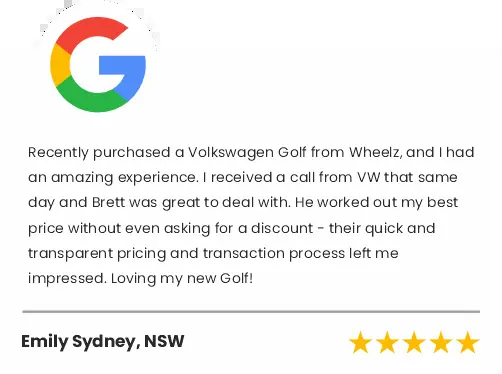 Recently purchased a Volkswagen Golf from Wheelz, and I had
an amazing experience. I received a call from VW that same
day and Brett was great to deal with. He worked out my best
price without even asking for a discount - their quick and
transparent pricing and transaction process left me
impressed. Loving my new Golf!
Emily Sydney, NSW